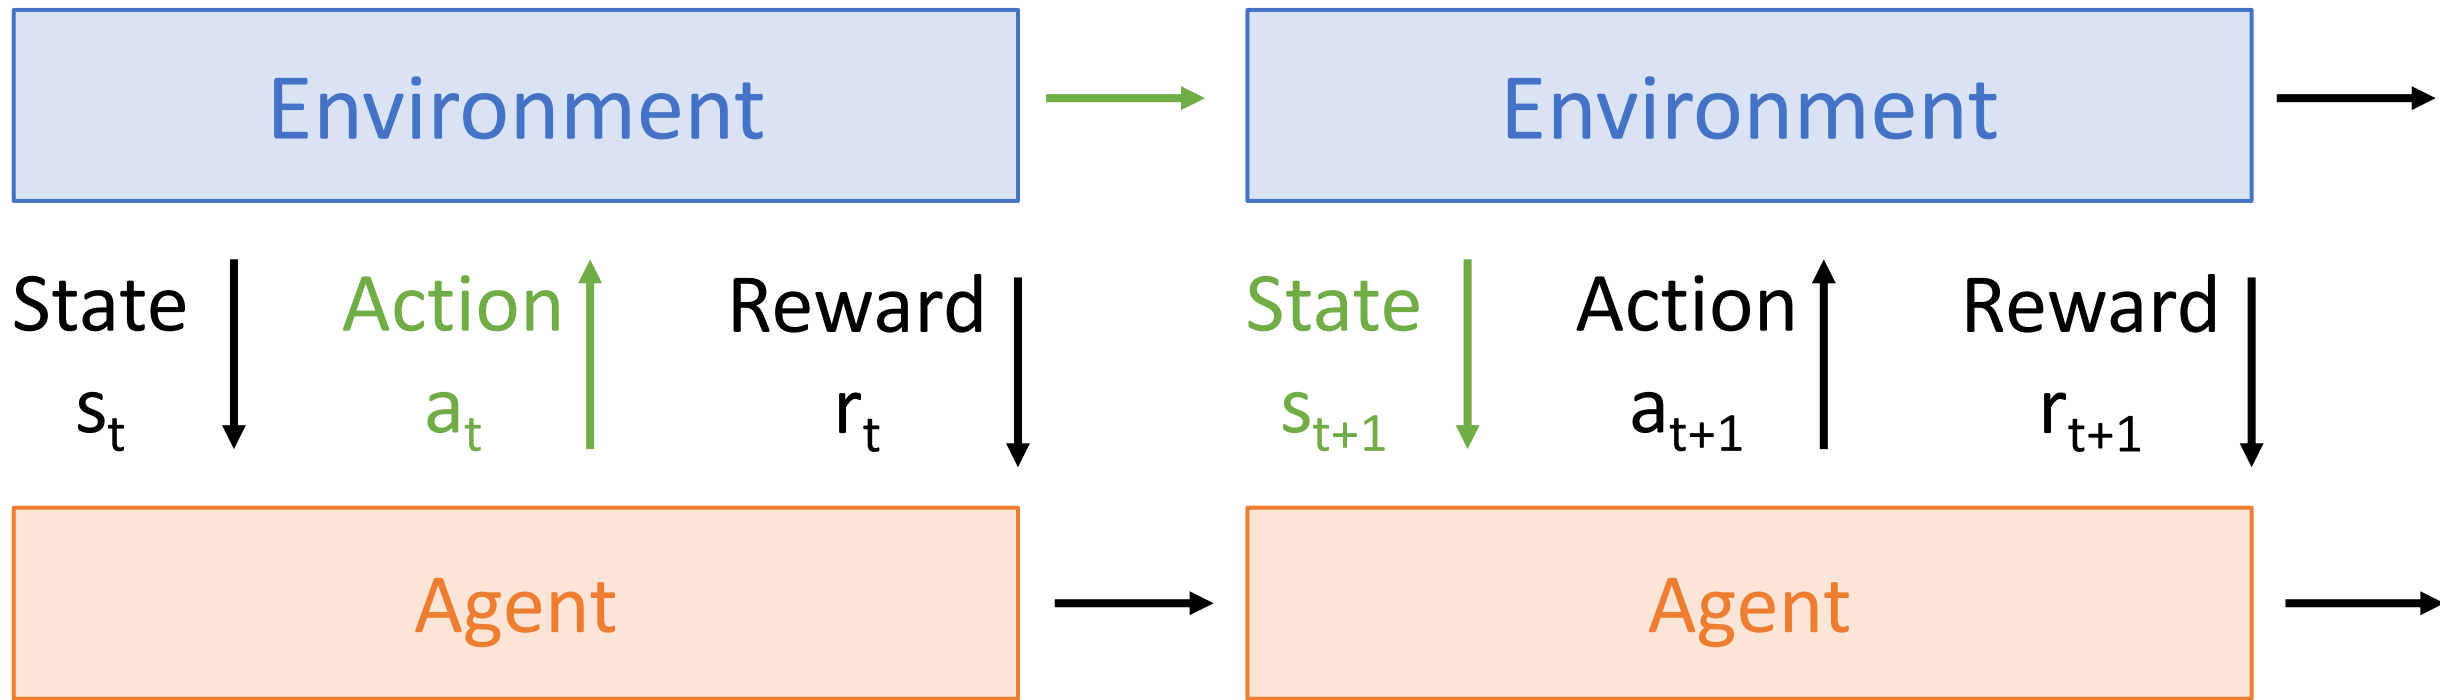 Environment
Environment
State Action Reward State Action Reward
sₜ aₜ rₜ sₜ₊₁ aₜ₊₁ rₜ₊₁
Agent
Agent